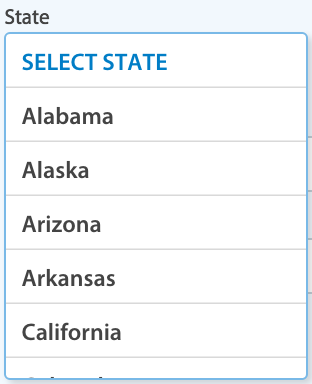 State
SELECT STATE
Alabama
Alaska
Arizona
Arkansas
California